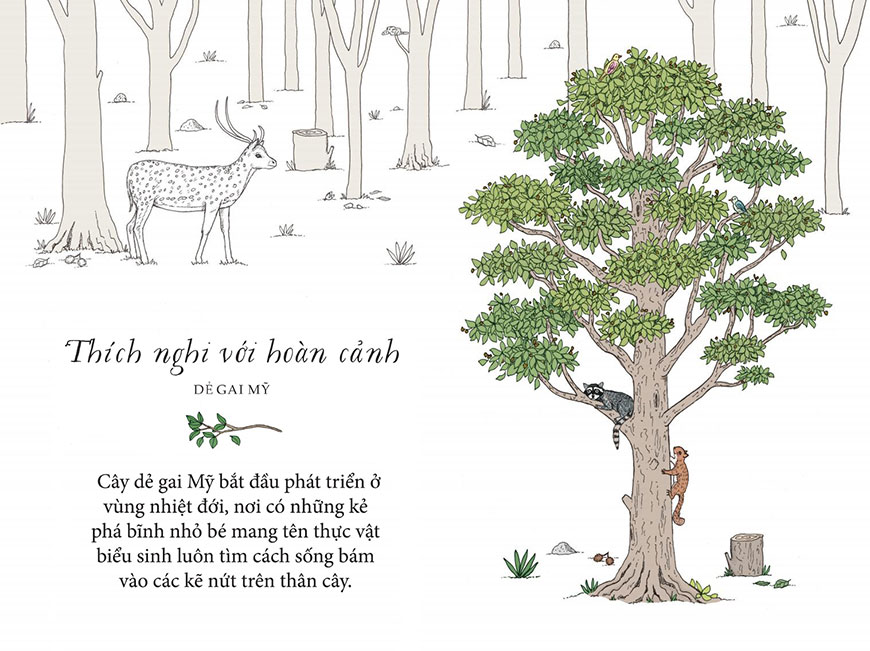 Thích nghi với hoàn cảnh
DẺ GAI MỸ
Cây dẻ gai Mỹ bắt đầu phát triển ở
vùng nhiệt đới, nơi có những kẻ
phá bĩnh nhỏ bé mang tên thực vật
biểu sinh luôn tìm cách sống bám
vào các kẽ nứt trên thân cây.